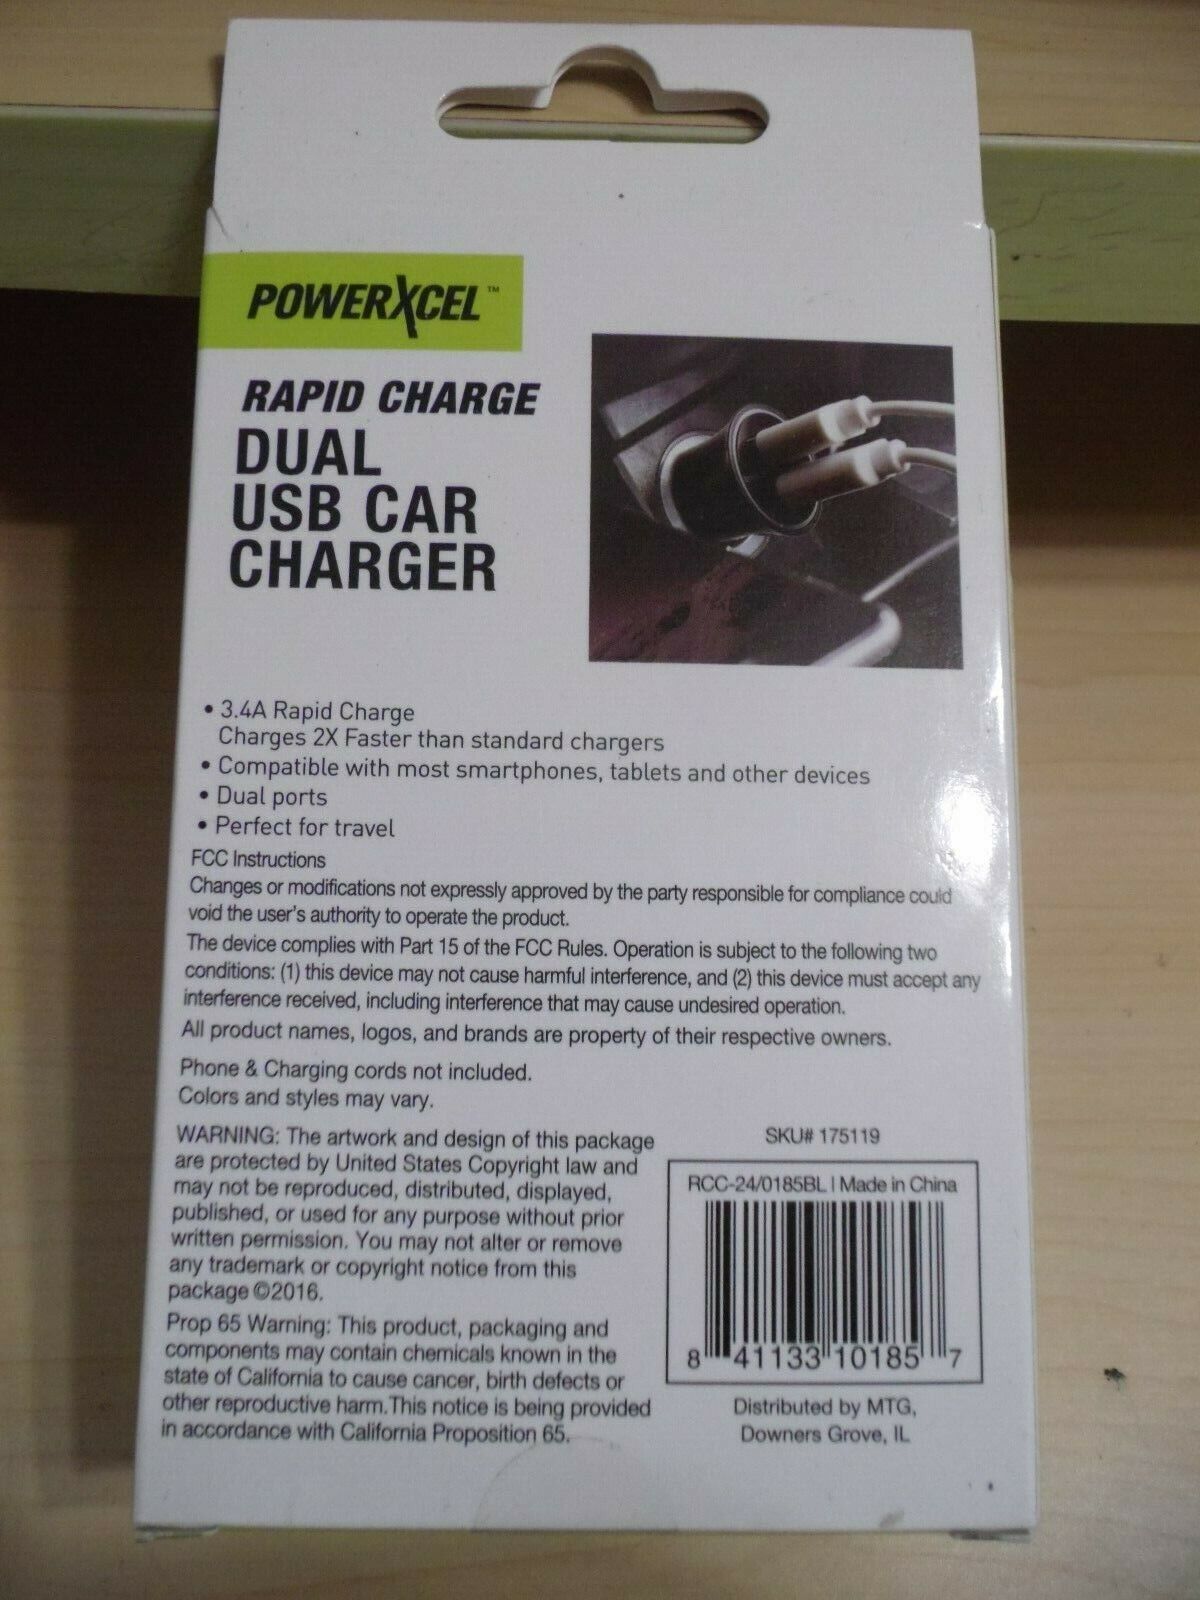 POWERXCEL™
RAPID CHARGE
DUAL
USB CAR
CHARGER
• 3.4A Rapid Charge
Charges 2X Faster than standard chargers
• Compatible with most smartphones, tablets and other devices
• Dual ports
• Perfect for travel
FCC Instructions
Changes or modifications not expressly approved by the party responsible for compliance could
void the user's authority to operate the product.
The device complies with Part 15 of the FCC Rules. Operation is subject to the following two
conditions: (1) this device may not cause harmful interference, and (2) this device must accept any
interference received, including interference that may cause undesired operation.
All product names, logos, and brands are property of their respective owners.
Phone & Charging cords not included.
Colors and styles may vary.
WARNING: The artwork and design of this package
are protected by United States Copyright law and
may not be reproduced, distributed, displayed,
published, or used for any purpose without prior
written permission. You may not alter or remove
any trademark or copyright notice from this
package ©2016.
Prop 65 Warning: This product, packaging and
components may contain chemicals known in the
state of California to cause cancer, birth defects or
other reproductive harm.This notice is being provided
in accordance with California Proposition 65.
SKU# 175119
RCC-24/0185BL | Made in China
8 41133 10185 7
Distributed by MTG,
Downers Grove, IL